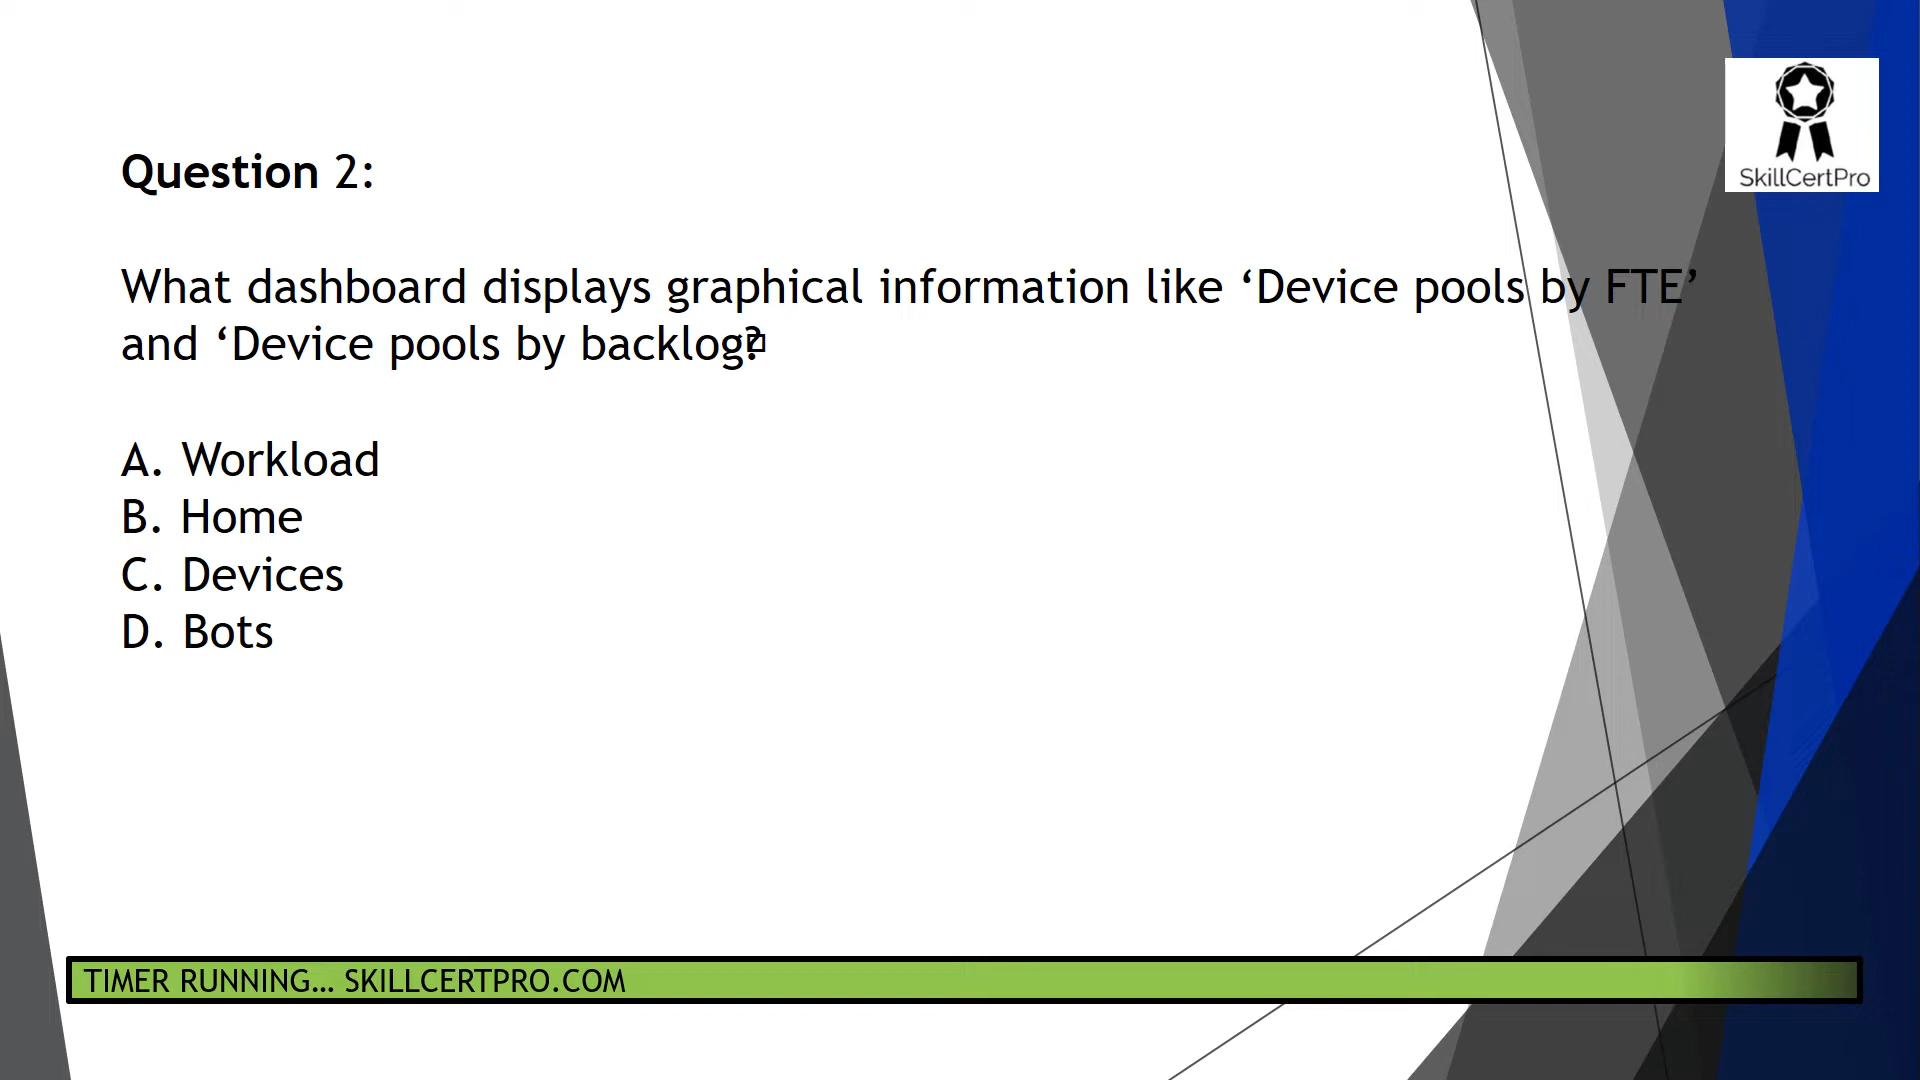 SkillCertPro
Question 2:
What dashboard displays graphical information like ‘Device pools by FTE’
and ‘Device pools by backlog?
A. Workload
B. Home
C. Devices
D. Bots
TIMER RUNNING... SKILLCERTPRO.COM